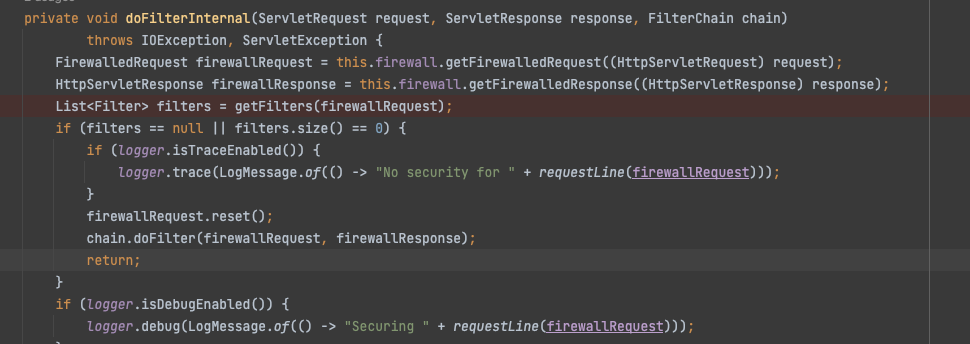 private void doFilterInternal(ServletRequest request, ServletResponse response, FilterChain chain)
throws IOException, ServletException {
FirewalledRequest firewallRequest = this.firewall.getFirewalledRequest((HttpServletRequest) request);
HttpServletResponse firewallResponse = this.firewall.getFirewalledResponse((HttpServletResponse) response);
List<Filter> filters = getFilters(firewallRequest);
if (filters == null || filters.size() == 0) {
if (logger.isTraceEnabled()) {
logger.trace(LogMessage.of(() -> "No security for " + requestLine(firewallRequest)));
}
firewallRequest.reset();
chain.doFilter(firewallRequest, firewallResponse);
return;
}
if (logger.isDebugEnabled()) {
logger.debug(LogMessage.of(() -> "Securing " + requestLine(firewallRequest)));